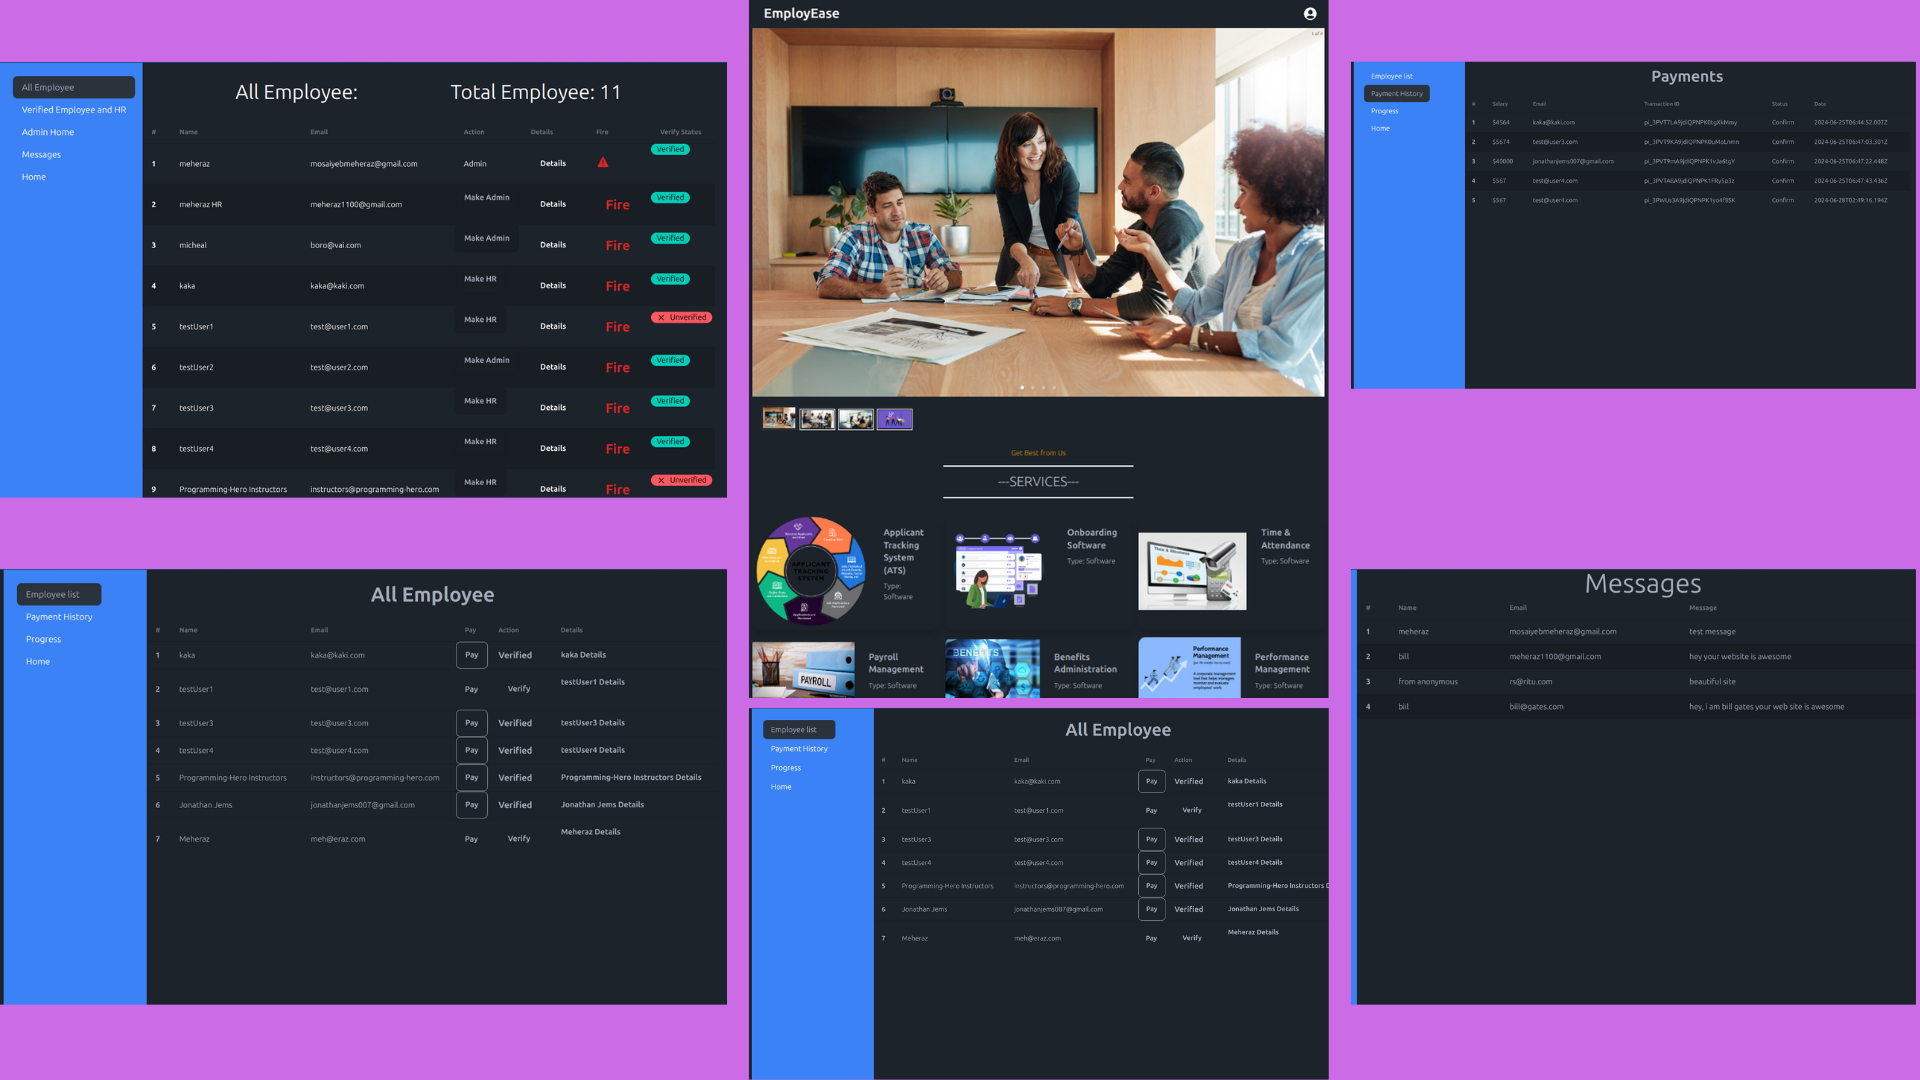 All Employee
Verified Employee and HR
Admin Home
Messages
Home
All Employee: Total Employee: 11
# Name Email Action Details Fire Verify Status
1 meheraz mosaiyebmeheraz@gmail.com Admin Details Verified
2 meheraz HR meheraz1100@gmail.com Make Admin Details Fire Verified
3 micheal boro@vai.com Make Admin Details Fire Verified
4 kaka kaka@kaki.com Make HR Details Fire Verified
5 testUser1 test@user1.com Make HR Details Fire Unverified
6 testUser2 test@user2.com Make Admin Details Fire Verified
7 testUser3 test@user3.com Make HR Details Fire Verified
8 testUser4 test@user4.com Make HR Details Fire Verified
9 Programming-Hero Instructors instructors@programming-hero.com Make HR Details Fire Unverified
Employee list
Payment History
Progress
Home
All Employee
# Name Email Pay Action Details
1 kaka kaka@kaki.com Pay Verified kaka Details
2 testUser1 test@user1.com Pay Verify testUser1 Details
3 testUser3 test@user3.com Pay Verified testUser3 Details
4 testUser4 test@user4.com Pay Verified testUser4 Details
5 Programming-Hero Instructors instructors@programming-hero.com Pay Verified Programming-Hero Instructors Details
6 Jonathan Jems jonathanjems007@gmail.com Pay Verified Jonathan Jems Details
7 Meheraz meh@eraz.com Pay Verify Meheraz Details
EmployEase
Get Best from Us
---SERVICES---
APPLICANT
TRACKING
SYSTEM
Applicant
Tracking
System
(ATS)
Type:
Software
Onboarding
Software
Type: Software
Time & Attendance
Time &
Attendance
Type: Software
PAYROLL
Payroll
Management
Type: Software
BENEFITS
Benefits
Administration
Type: Software
Performance
Management
Performance
Management
Type: Software
Employee list
Payment History
Progress
Home
All Employee
# Name Email Pay Action Details
1 kaka kaka@kaki.com Pay Verified kaka Details
2 testUser1 test@user1.com Pay Verify testUser1 Details
3 testUser3 test@user3.com Pay Verified testUser3 Details
4 testUser4 test@user4.com Pay Verified testUser4 Details
5 Programming-Hero Instructors instructors@programming-hero.com Pay Verified Programming-Hero Instructors D
6 Jonathan Jems jonathanjems007@gmail.com Pay Verified Jonathan Jems Details
7 Meheraz meh@eraz.com Pay Verify Meheraz Details
Employee list
Payment History
Progress
Home
Payments
# Salary Email Transaction ID Status Date
1 $4564 kaka@kaki.com Confirm 2024-06-25T06:44:52.007Z
2 $5674 test@user3.com Confirm 2024-06-25T06:47:03.201Z
3 $40000 jonathanjems007@gmail.com Confirm 2024-06-25T06:47:22.448Z
4 $567 test@user4.com Confirm 2024-06-25T06:47:43.436Z
5 $567 test@user4.com Confirm 2024-06-28T02:49:16.194Z
Messages
# Name Email Message
1 meheraz mosaiyebmeheraz@gmail.com test message
2 bill meheraz1100@gmail.com hey your website is awesome
3 from anonymous rs@ritu.com beautiful site
4 bill bill@gates.com hey, i am bill gates your web site is awesome